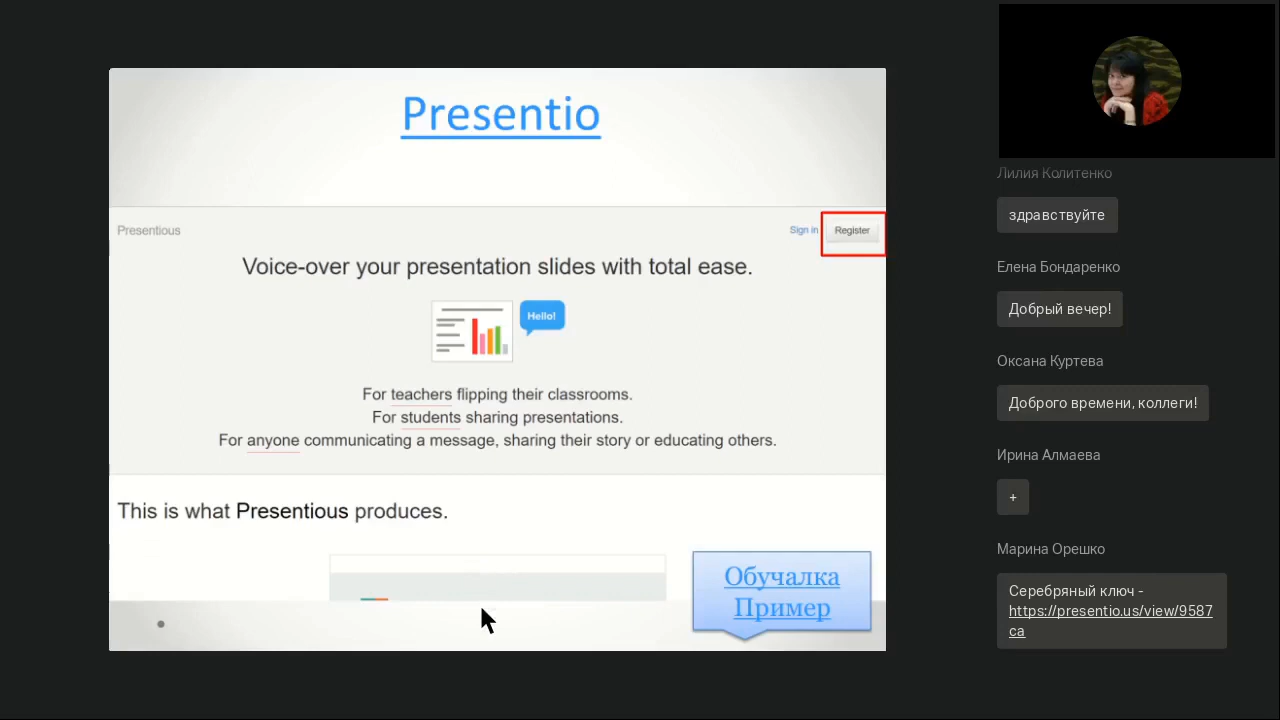 Presentio
Presentious
Sign in
Register
Voice-over your presentation slides with total ease.
Hello!
For teachers flipping their classrooms.
For students sharing presentations.
For anyone communicating a message, sharing their story or educating others.
This is what Presentious produces.
Обучалка
Пример
Лилия Колитенко
здравствуйте
Елена Бондаренко
Добрый вечер!
Оксана Куртева
Доброго времени, коллеги!
Ирина Алмаева
+
Марина Орешко
Серебряный ключ -
https://presentio.us/view/9587
ca